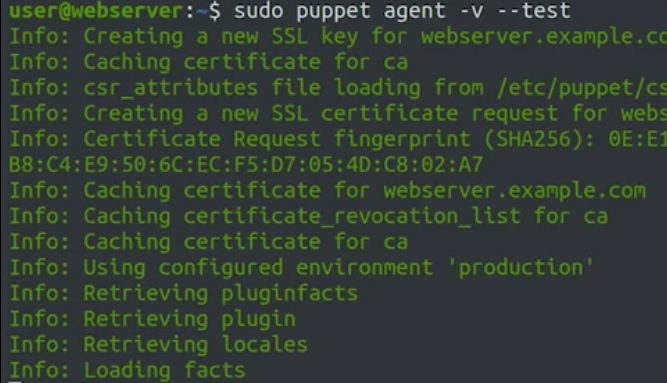 user@webserver:~$ sudo puppet agent -v --test
Info: Creating a new SSL key for webserver.example.co
Info: Caching certificate for ca
Info: csr_attributes file loading from /etc/puppet/cs
Info: Creating a new SSL certificate request for webs
Info: Certificate Request fingerprint (SHA256): 0E:E1
B8:C4:E9:50:6C:EC:F5:D7:05:4D:C8:02:A7
Info: Caching certificate for webserver.example.com
Info: Caching certificate_revocation_list for ca
Info: Caching certificate for ca
Info: Using configured environment 'production'
Info: Retrieving pluginfacts
Info: Retrieving plugin
Info: Retrieving locales
Info: Loading facts